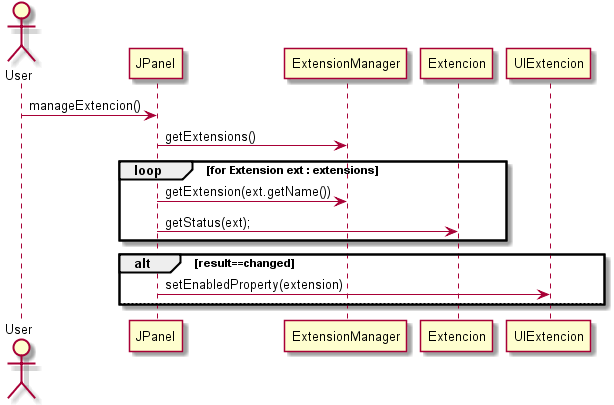 User
JPanel
ExtensionManager
Extencion
UIExtencion
manageExtencion()
getExtensions()
loop [for Extension ext : extensions]
getExtension(ext.getName())
getStatus(ext);
alt [result==changed]
setEnabledProperty(extension)
User
JPanel
ExtensionManager
Extencion
UIExtencion